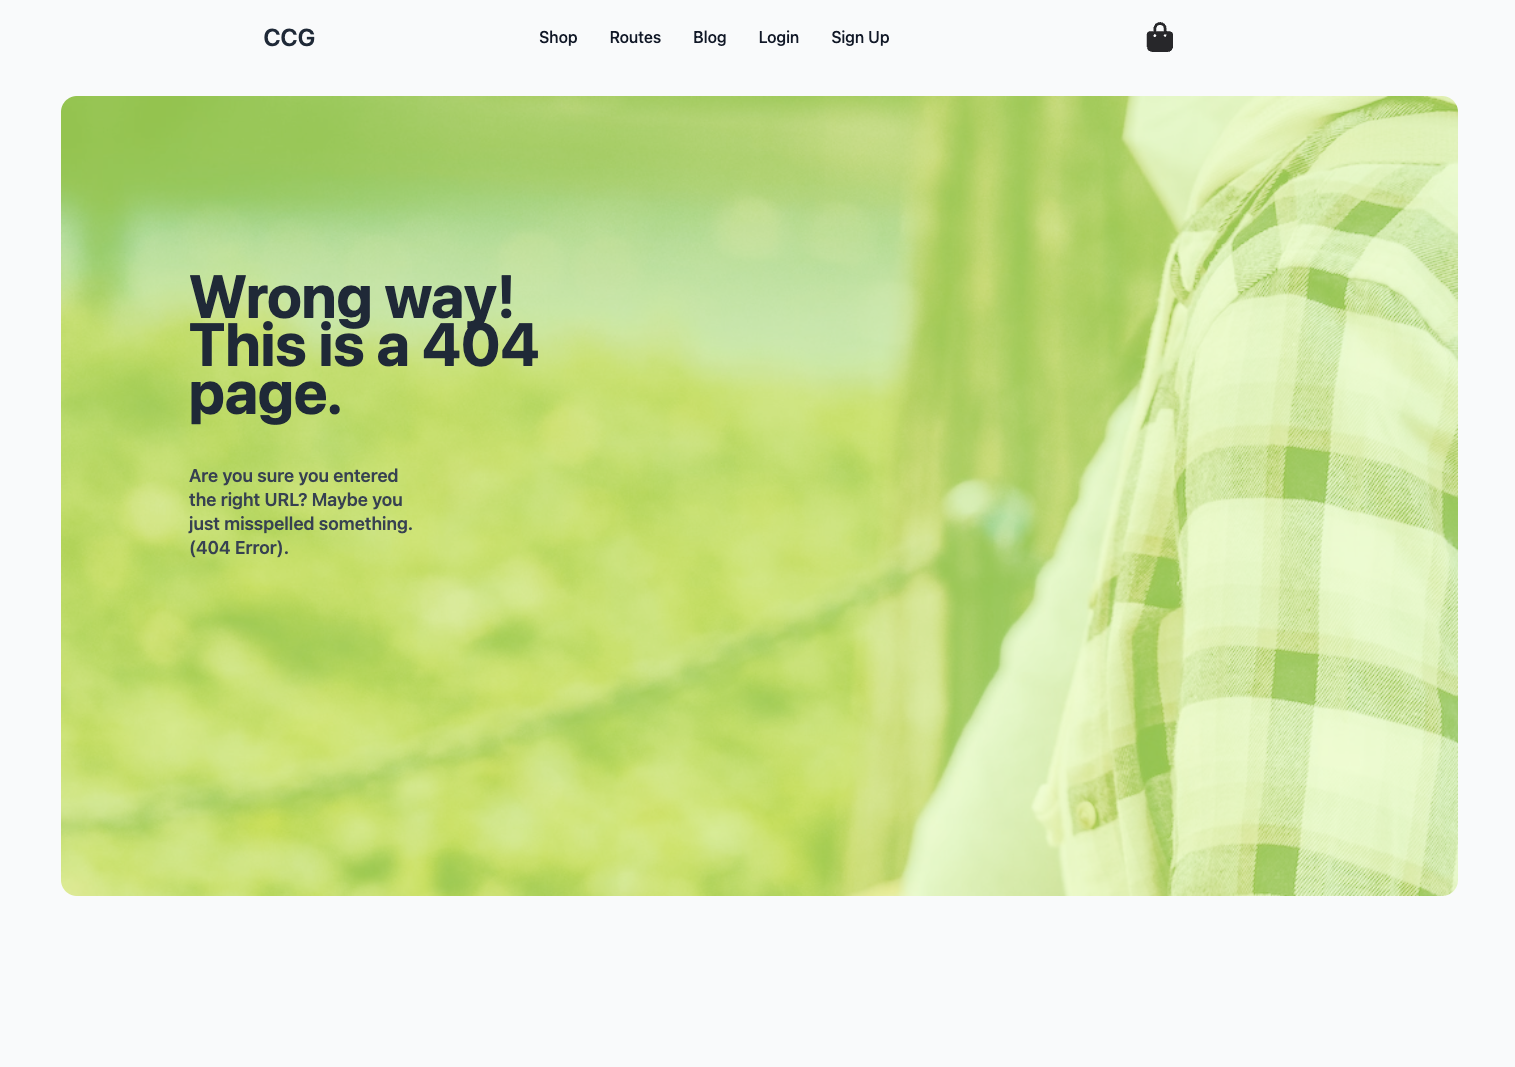 CCG
Shop Routes Blog Login Sign Up
Wrong way!
This is a 404
page.
Are you sure you entered
the right URL? Maybe you
just misspelled something.
(404 Error).